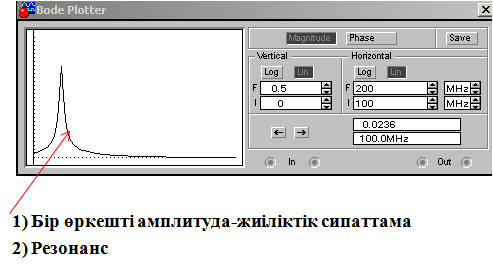 Bode Plotter
Magnitude Phase Save
Vertical Horizontal
Log Lin Log Lin
F 0.5 F 200 MHz
I 0 I 100 MHz
0.0236
100.0MHz
In Out
1) Бір өркешті амплитуда-жиіліктік сипаттама
2) Резонанс